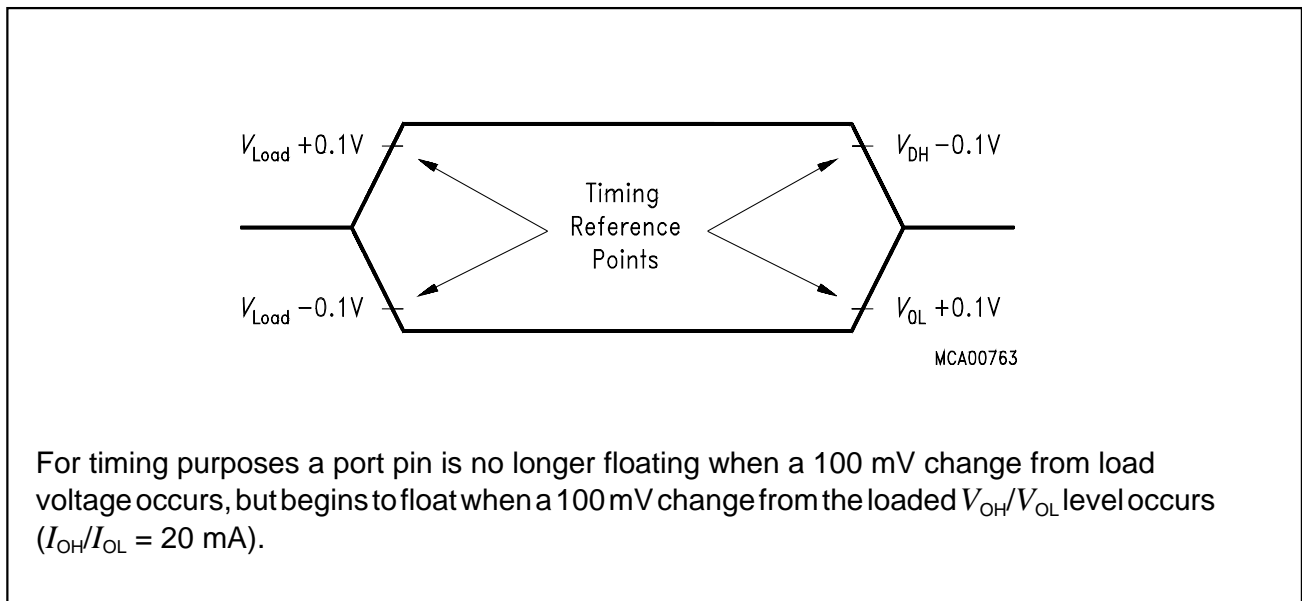 V_Load +0.1V
V_DH −0.1V
Timing
Reference
Points
V_Load −0.1V
V_OL +0.1V
MCA00763
For timing purposes a port pin is no longer floating when a 100 mV change from load
voltage occurs, but begins to float when a 100 mV change from the loaded V_OH/V_OL level occurs
(I_OH/I_OL = 20 mA).